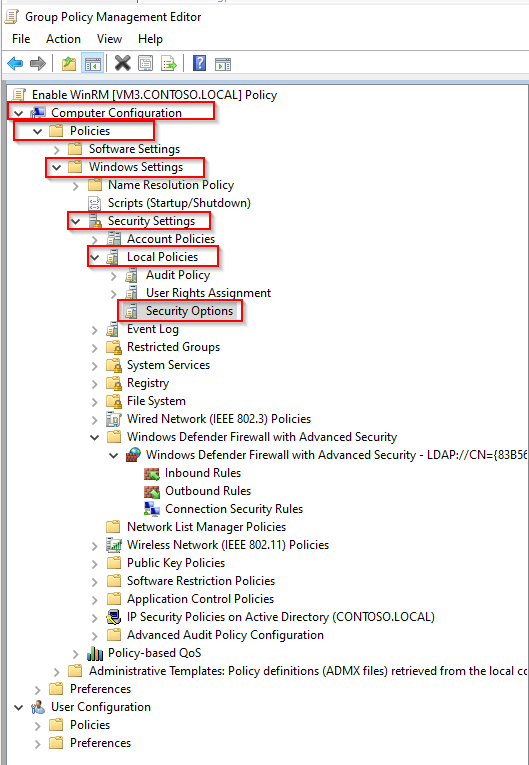 Group Policy Management Editor
File Action View Help
Enable WinRM [VM3.CONTOSO.LOCAL] Policy
Computer Configuration
Policies
Software Settings
Windows Settings
Name Resolution Policy
Scripts (Startup/Shutdown)
Security Settings
Account Policies
Local Policies
Audit Policy
User Rights Assignment
Security Options
Event Log
Restricted Groups
System Services
Registry
File System
Wired Network (IEEE 802.3) Policies
Windows Defender Firewall with Advanced Security
Windows Defender Firewall with Advanced Security - LDAP://CN={83B56
Inbound Rules
Outbound Rules
Connection Security Rules
Network List Manager Policies
Wireless Network (IEEE 802.11) Policies
Public Key Policies
Software Restriction Policies
Application Control Policies
IP Security Policies on Active Directory (CONTOSO.LOCAL)
Advanced Audit Policy Configuration
Policy-based QoS
Administrative Templates: Policy definitions (ADMX files) retrieved from the local co
Preferences
User Configuration
Policies
Preferences